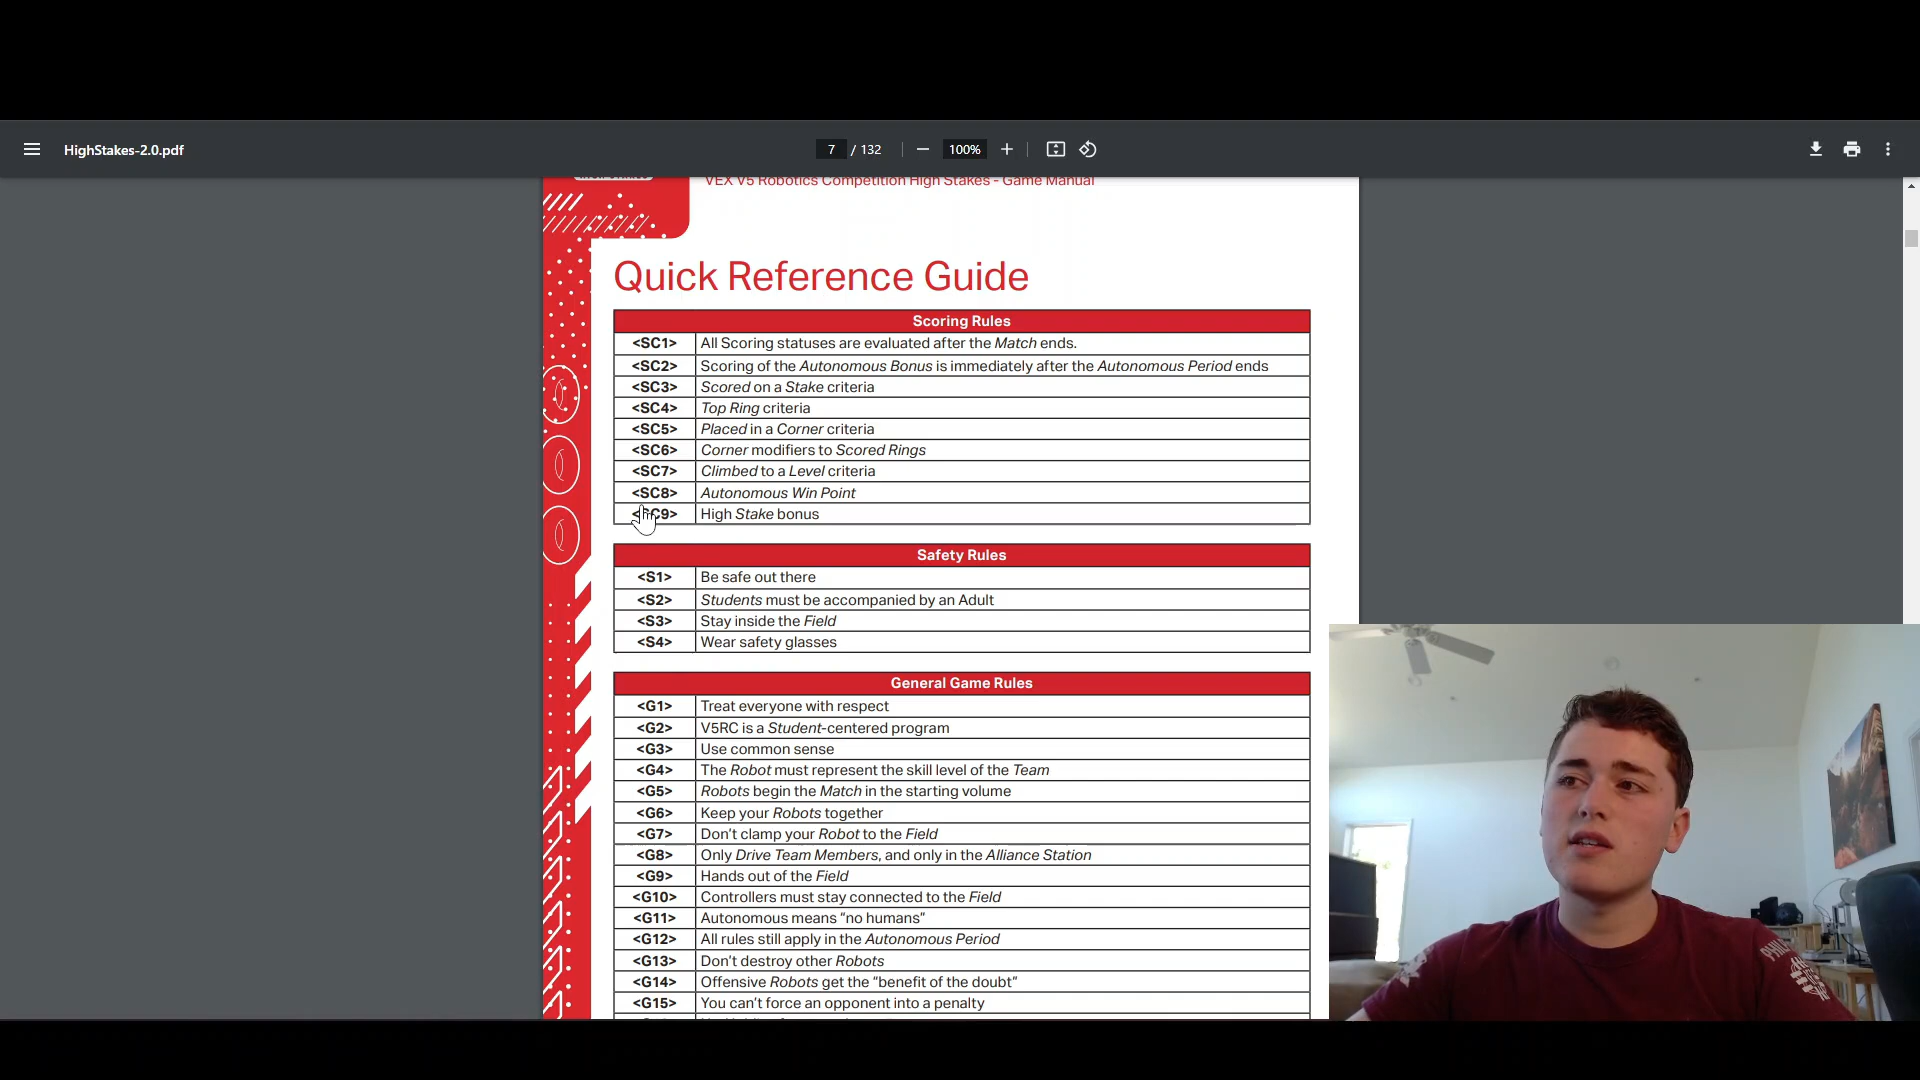 HighStakes-2.0.pdf
7 / 132
100%
VEX V5 Robotics Competition High Stakes - Game Manual
Quick Reference Guide
Scoring Rules
<SC1> All Scoring statuses are evaluated after the Match ends.
<SC2> Scoring of the Autonomous Bonus is immediately after the Autonomous Period ends
<SC3> Scored on a Stake criteria
<SC4> Top Ring criteria
<SC5> Placed in a Corner criteria
<SC6> Corner modifiers to Scored Rings
<SC7> Climbed to a Level criteria
<SC8> Autonomous Win Point
<SC9> High Stake bonus
Safety Rules
<S1> Be safe out there
<S2> Students must be accompanied by an Adult
<S3> Stay inside the Field
<S4> Wear safety glasses
General Game Rules
<G1> Treat everyone with respect
<G2> V5RC is a Student-centered program
<G3> Use common sense
<G4> The Robot must represent the skill level of the Team
<G5> Robots begin the Match in the starting volume
<G6> Keep your Robots together
<G7> Don't clamp your Robot to the Field
<G8> Only Drive Team Members, and only in the Alliance Station
<G9> Hands out of the Field
<G10> Controllers must stay connected to the Field
<G11> Autonomous means "no humans"
<G12> All rules still apply in the Autonomous Period
<G13> Don't destroy other Robots
<G14> Offensive Robots get the "benefit of the doubt"
<G15> You can't force an opponent into a penalty